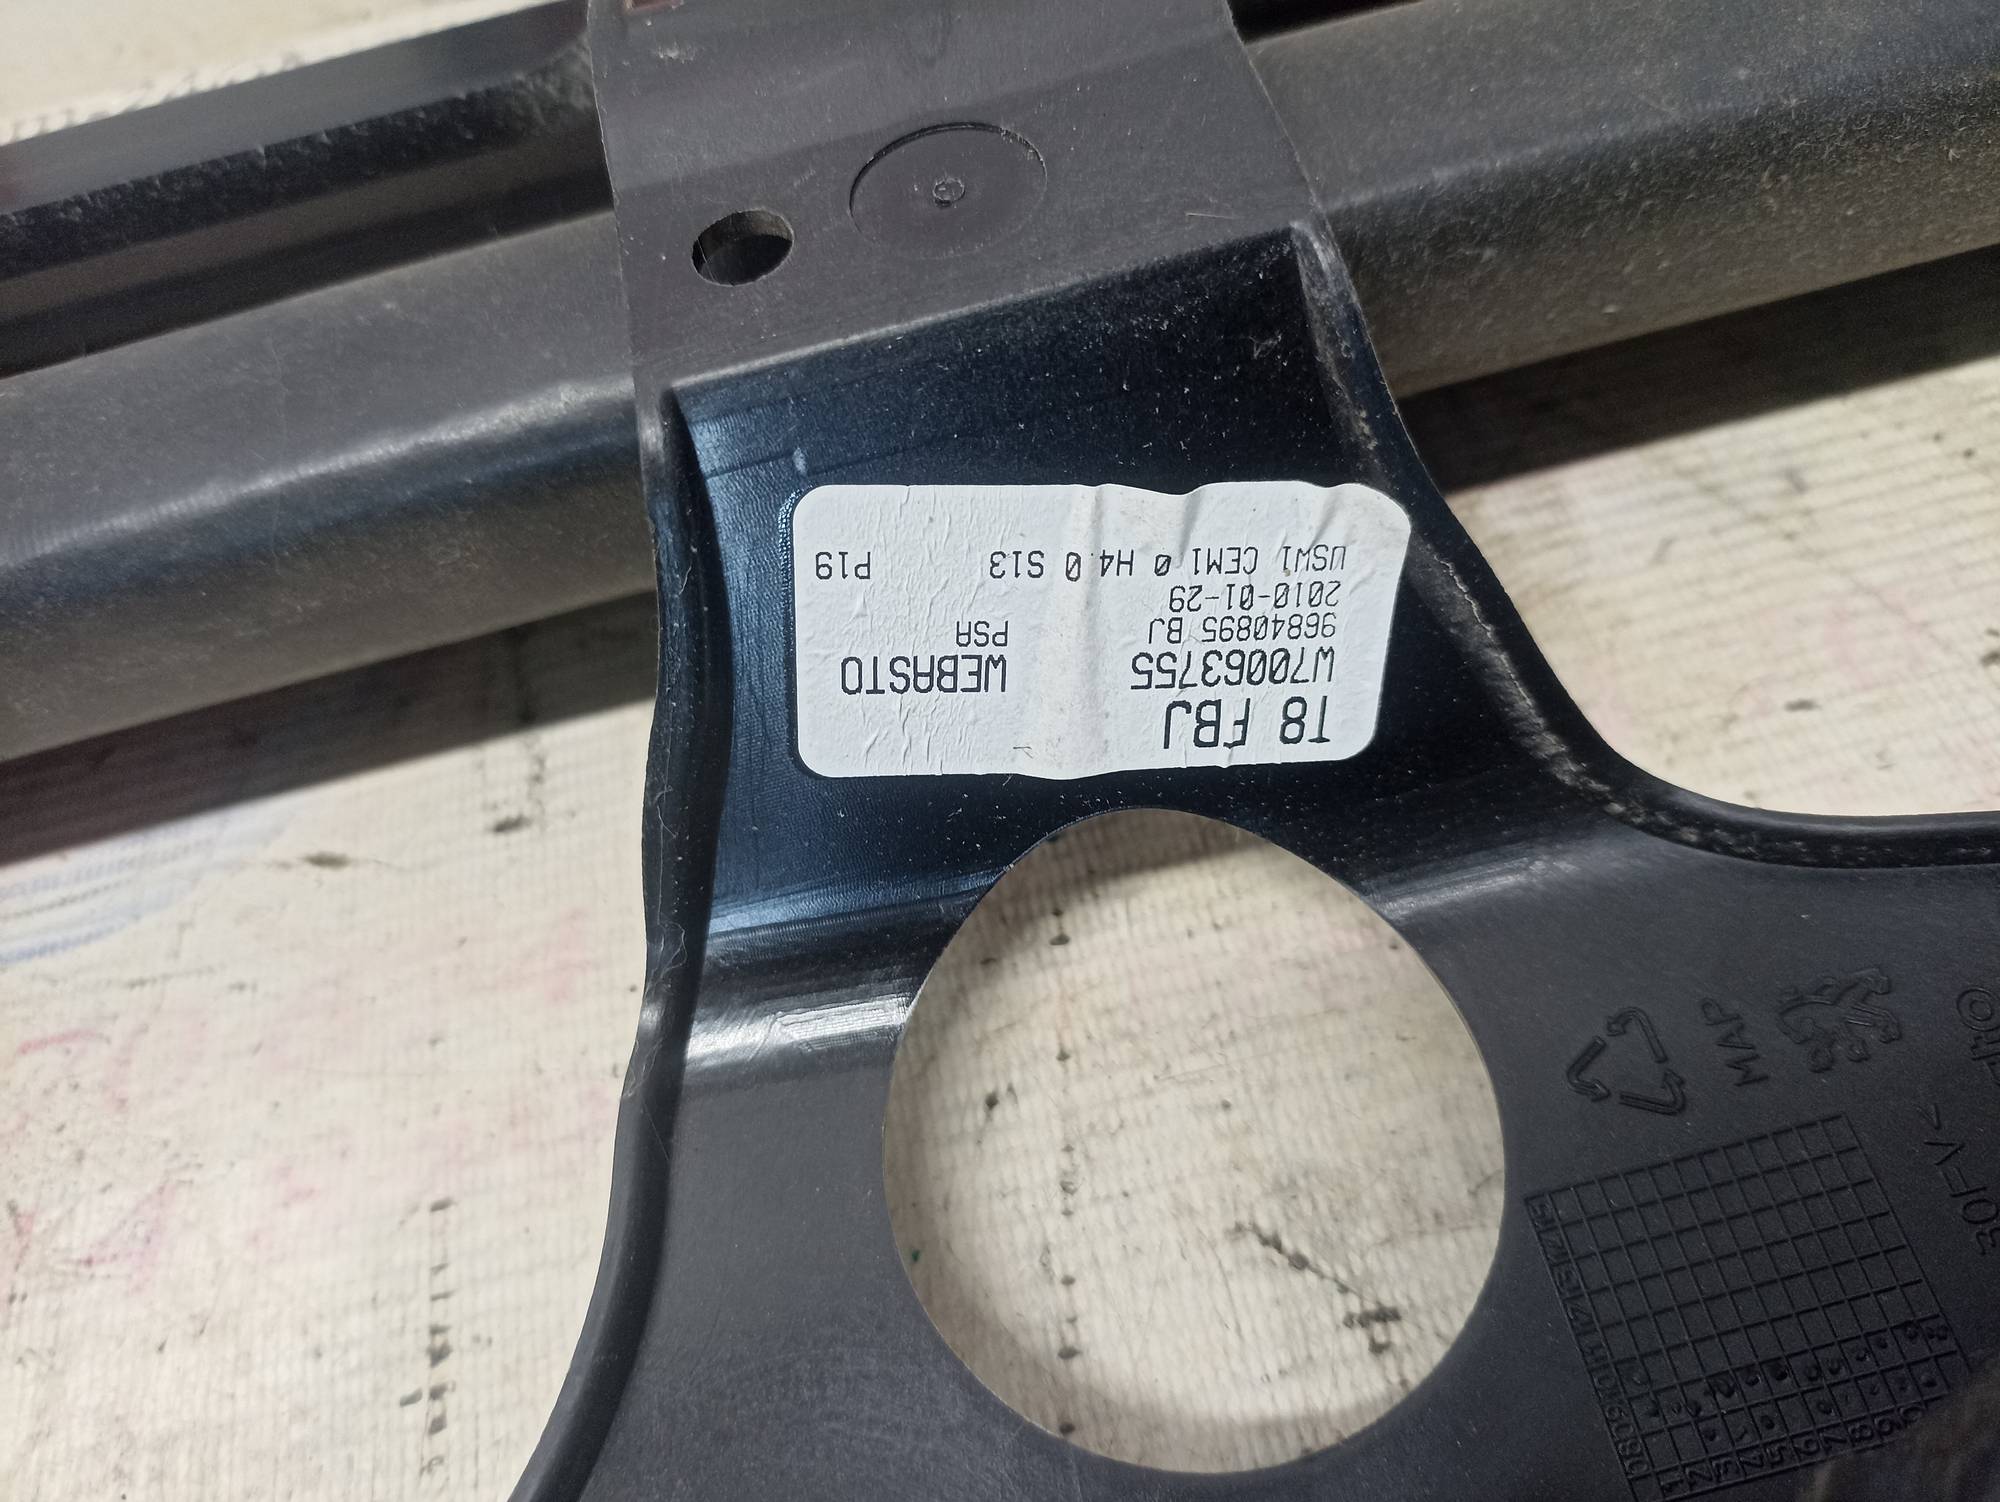 T8 FBJ
W70063755 WEBASTO
96840895 BJ PSA
2010-01-29
USW1 CEM1 0 H4.0 S13 P19
MAP